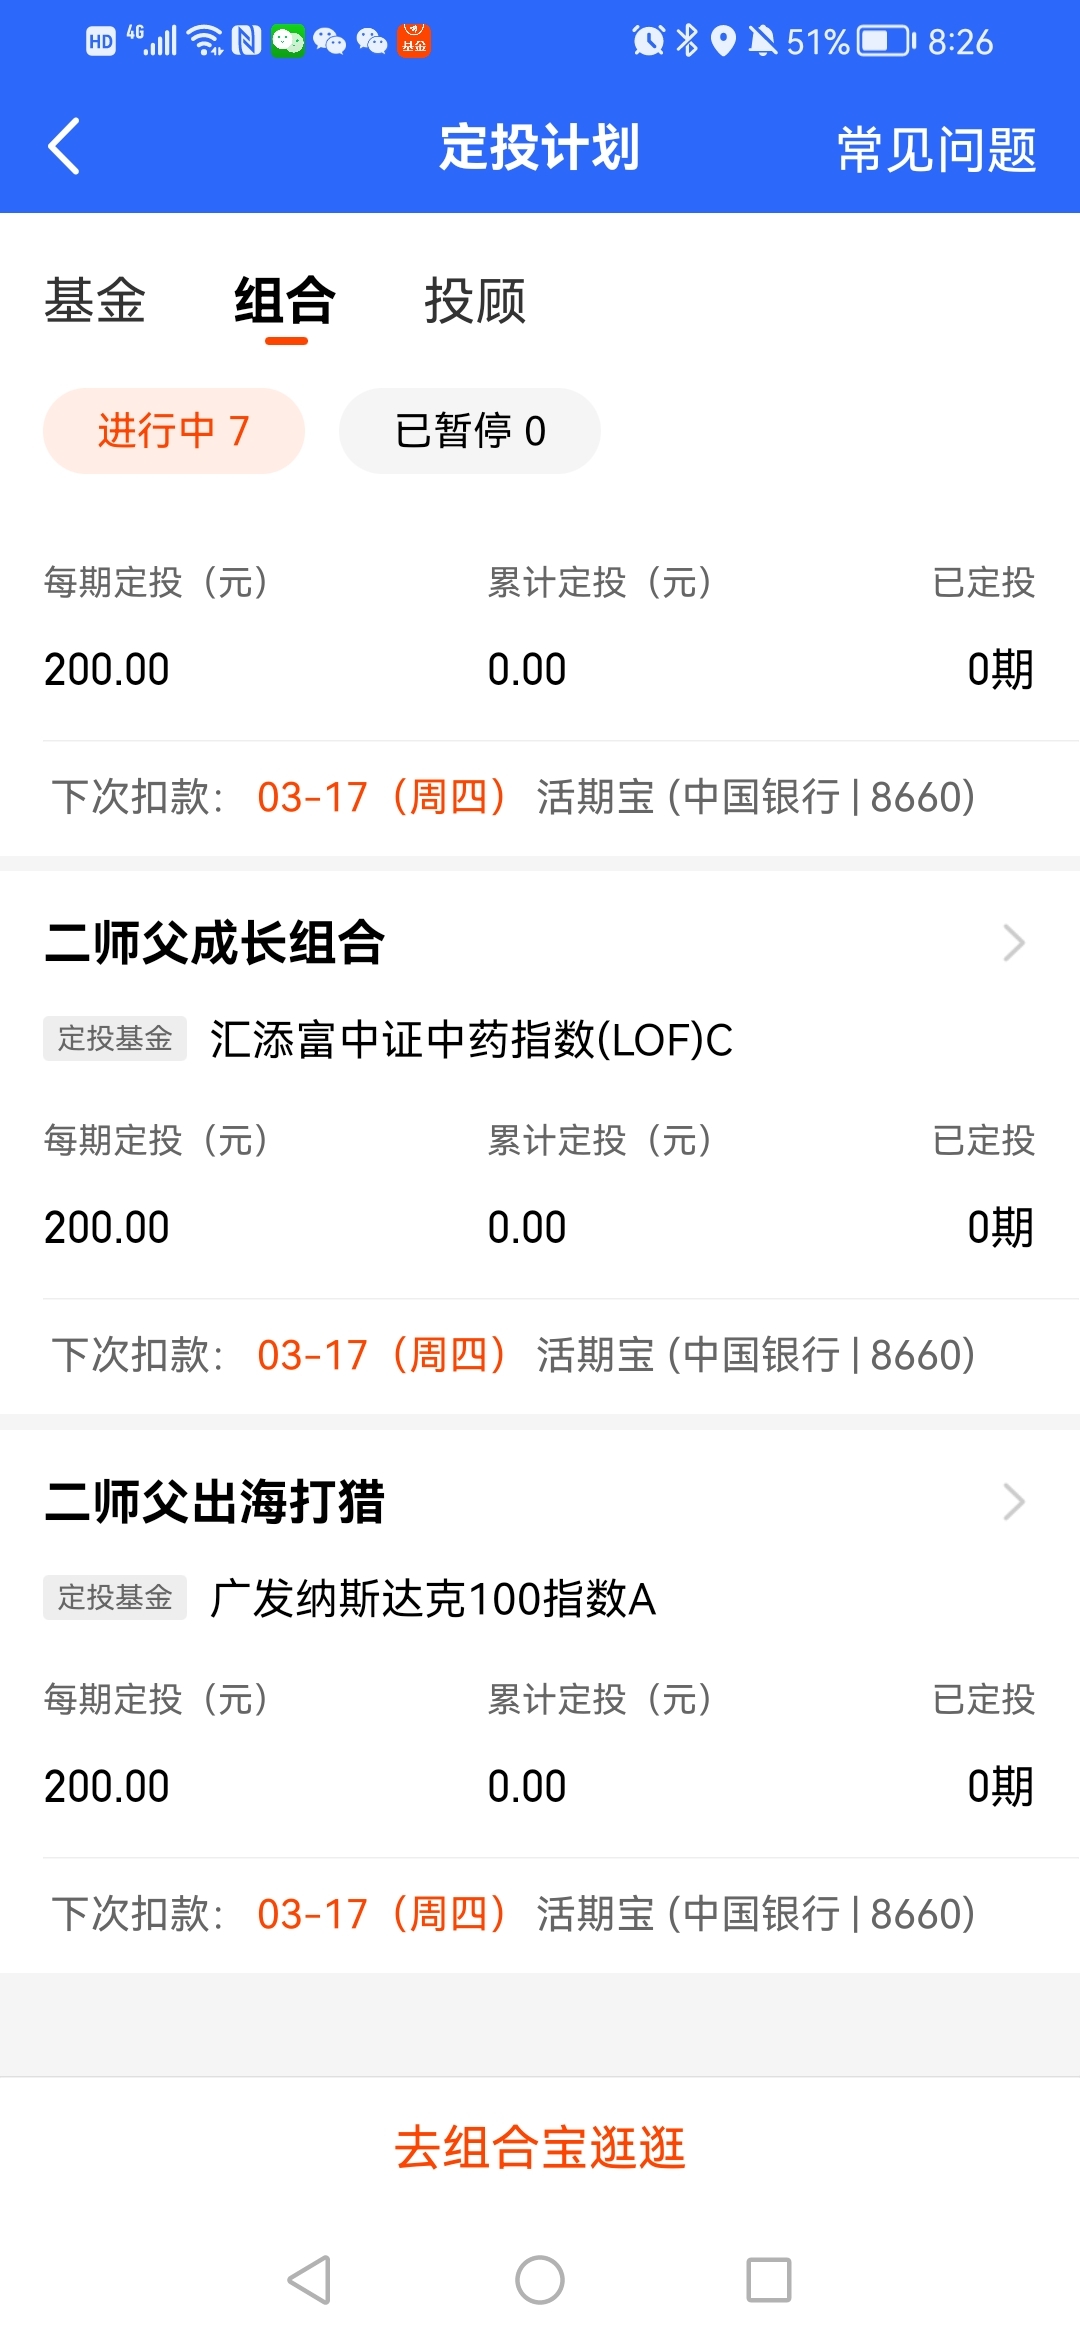 HD 4G 基金 51% 8:26
定投计划 常见问题
基金 组合 投顾
进行中 7 已暂停 0
每期定投（元） 累计定投（元） 已定投
200.00 0.00 0期
下次扣款： 03-17（周四） 活期宝 (中国银行 | 8660)
二师父成长组合
定投基金 汇添富中证中药指数(LOF)C
每期定投（元） 累计定投（元） 已定投
200.00 0.00 0期
下次扣款： 03-17（周四） 活期宝 (中国银行 | 8660)
二师父出海打猎
定投基金 广发纳斯达克100指数A
每期定投（元） 累计定投（元） 已定投
200.00 0.00 0期
下次扣款： 03-17（周四） 活期宝 (中国银行 | 8660)
去组合宝逛逛